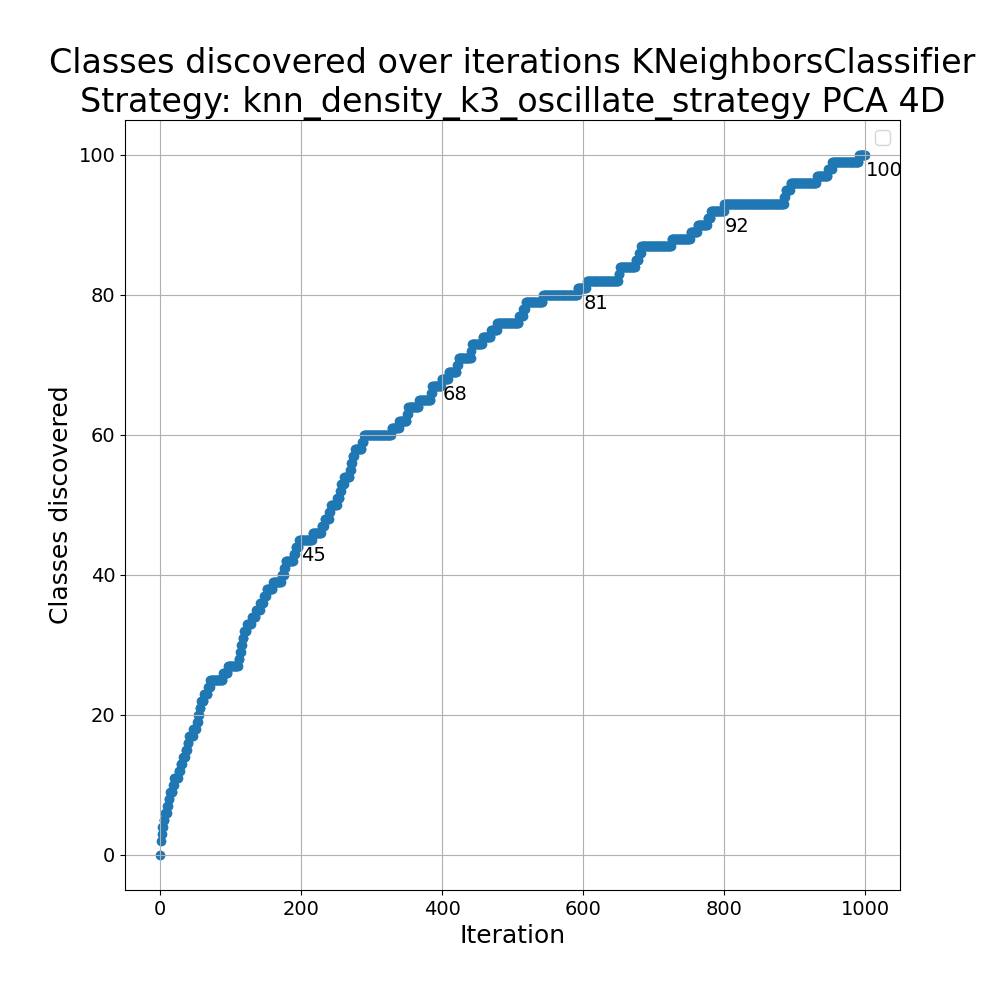 Classes discovered over iterations KNeighborsClassifier
Strategy: knn_density_k3_oscillate_strategy PCA 4D
100
80
60
40
20
0
Classes discovered
100
92
81
68
45
0 200 400 600 800 1000
Iteration